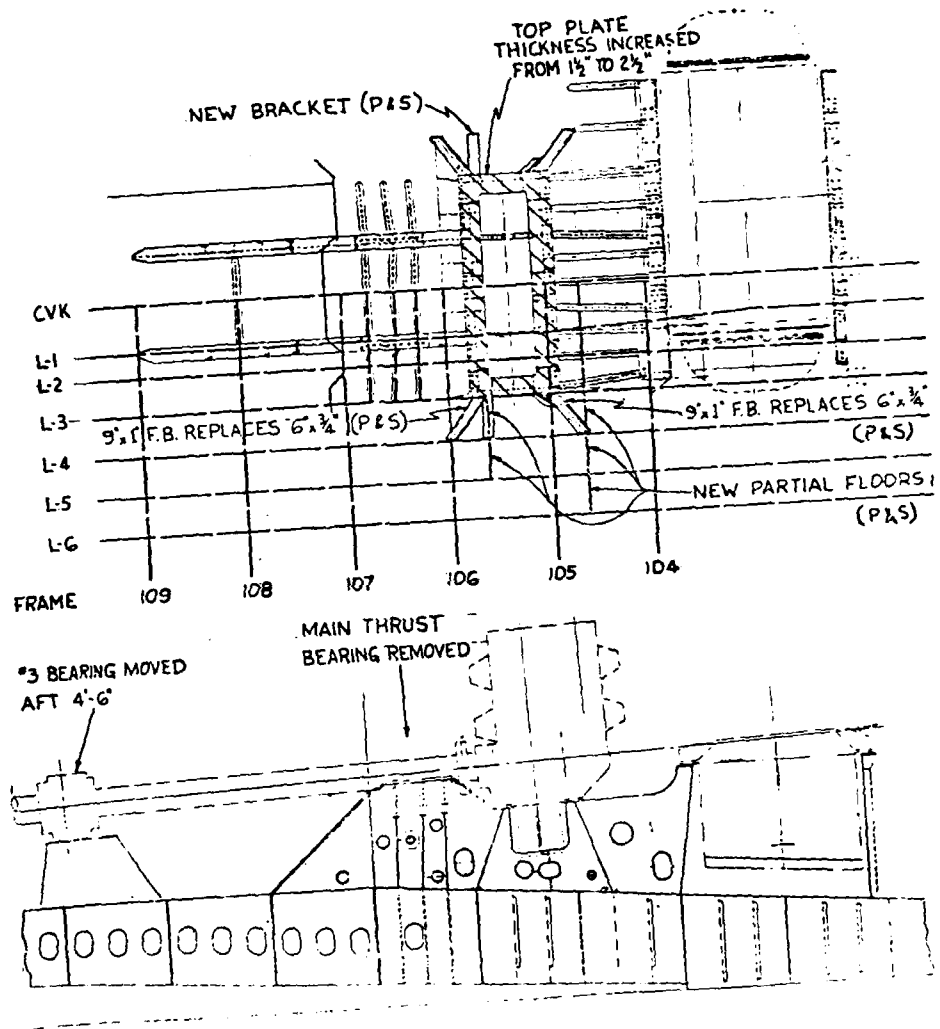 TOP PLATE
THICKNESS INCREASED
FROM 1½" TO 2½"
NEW BRACKET (P&S)
CVK
L-1
L-2
L-3
9"x1" F.B. REPLACES 6"x¾" (P&S)
9"x1" F.B. REPLACES 6"x¾"
(P&S)
L-4
L-5
NEW PARTIAL FLOORS
(P&S)
L-6
FRAME 109 108 107 106 105 104
MAIN THRUST
BEARING REMOVED
#3 BEARING MOVED
AFT 4'-6"